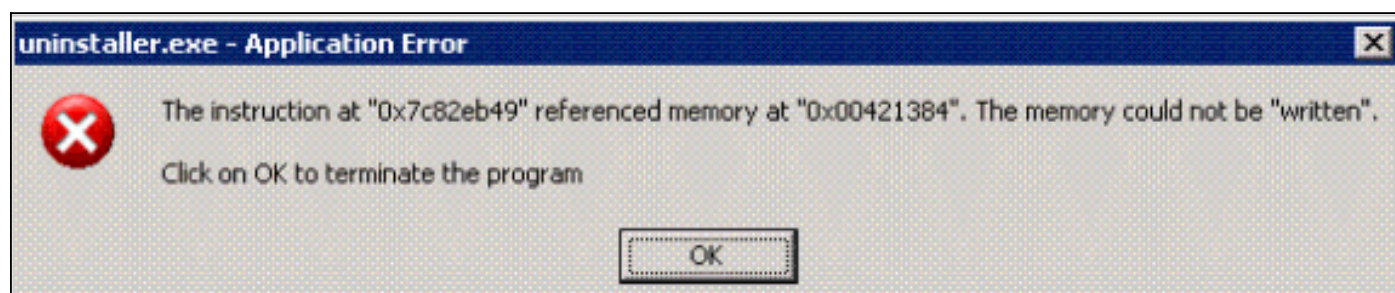 uninstaller.exe - Application Error
The instruction at "0x7c82eb49" referenced memory at "0x00421384". The memory could not be "written".
Click on OK to terminate the program
OK